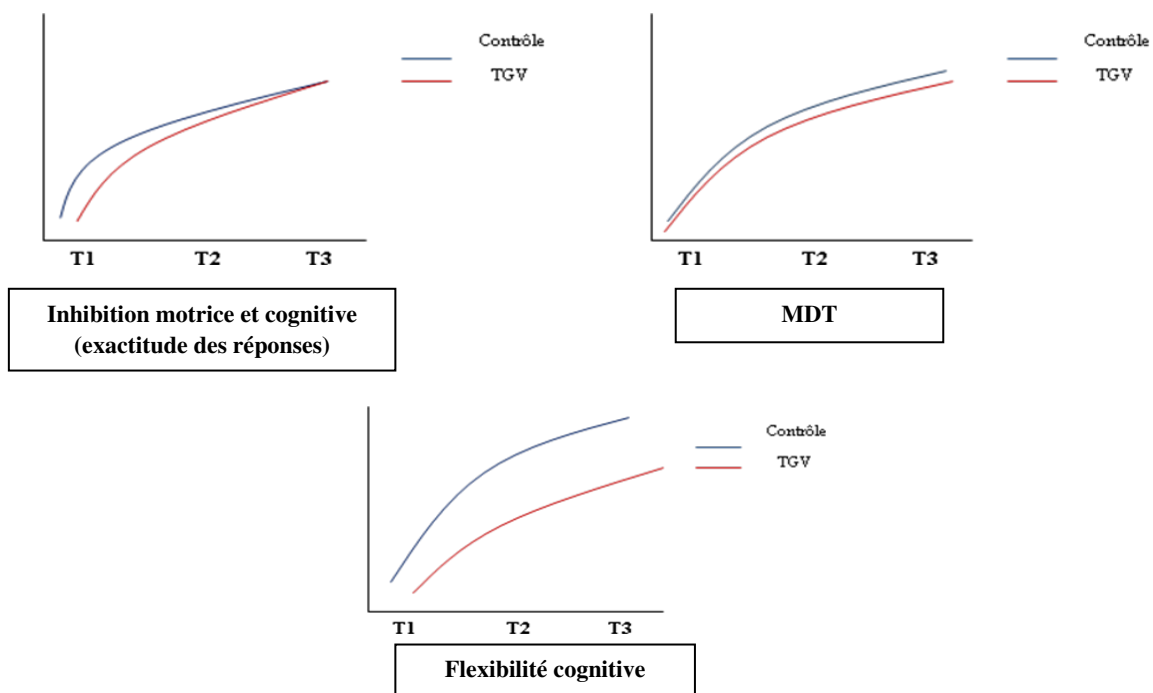 Contrôle
TGV
T1 T2 T3
Inhibition motrice et cognitive
(exactitude des réponses)
Contrôle
TGV
T1 T2 T3
MDT
Contrôle
TGV
T1 T2 T3
Flexibilité cognitive